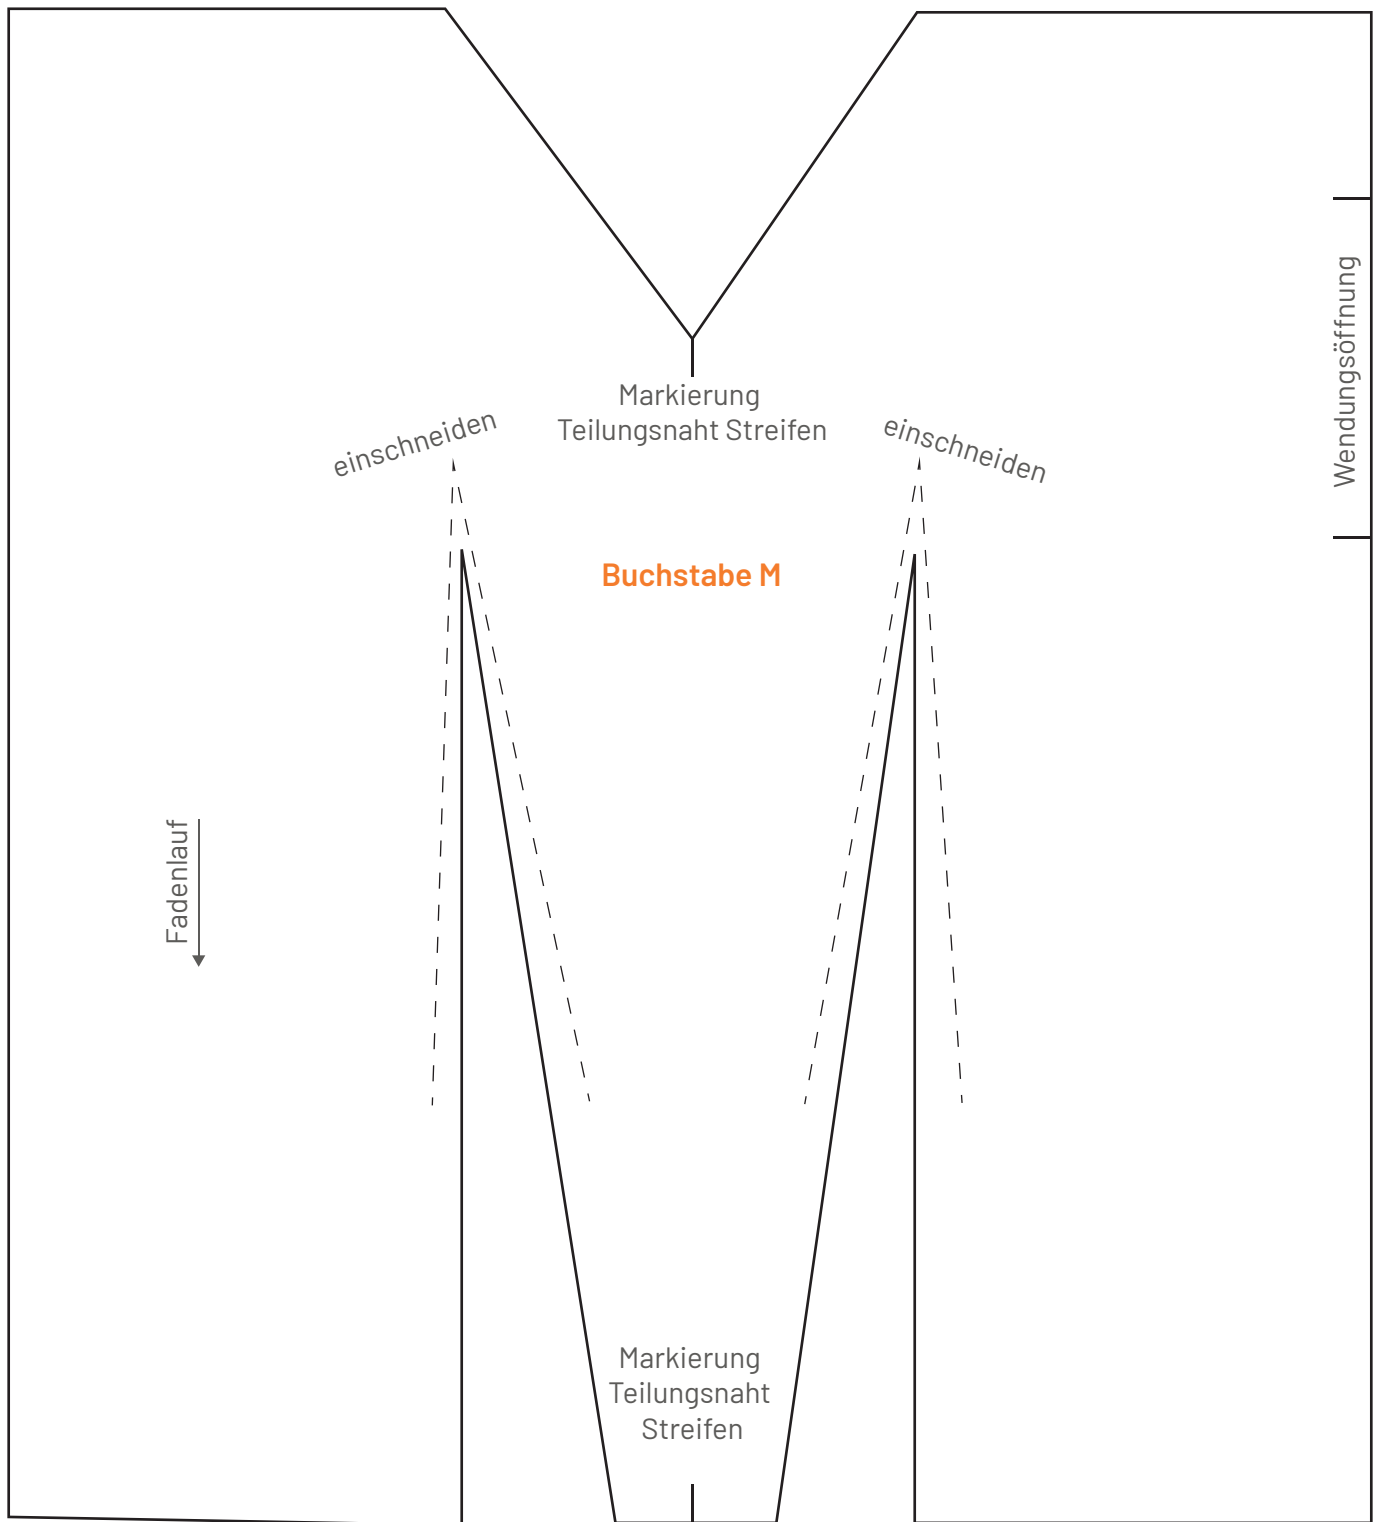 Wendungsöffnung
Markierung
Teilungsnaht Streifen
einschneiden
einschneiden
Buchstabe M
Fadenlauf
Markierung
Teilungsnaht
Streifen